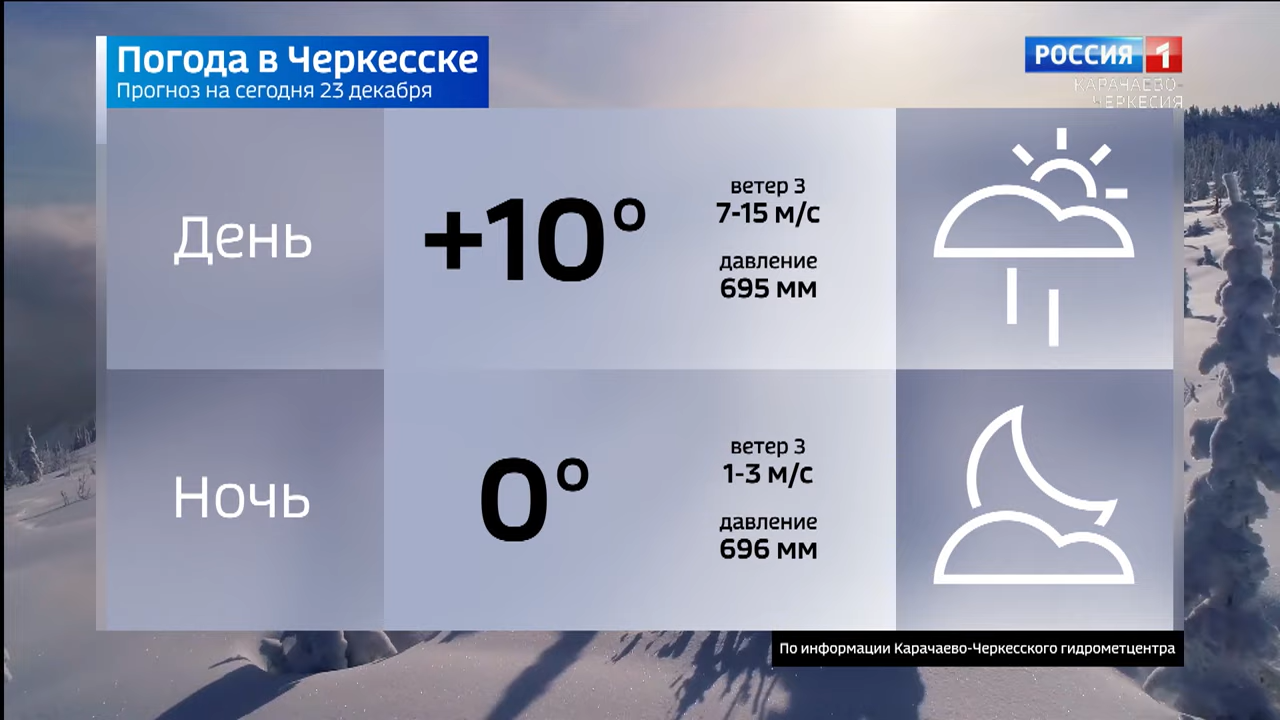 Погода в Черкесске
Прогноз на сегодня 23 декабря
РОССИЯ 1
КАРАЧАЕВО-
ЧЕРКЕСИЯ
День
+10°
ветер З
7-15 м/с
давление
695 мм
Ночь
0°
ветер З
1-3 м/с
давление
696 мм
По информации Карачаево-Черкесского гидрометцентра